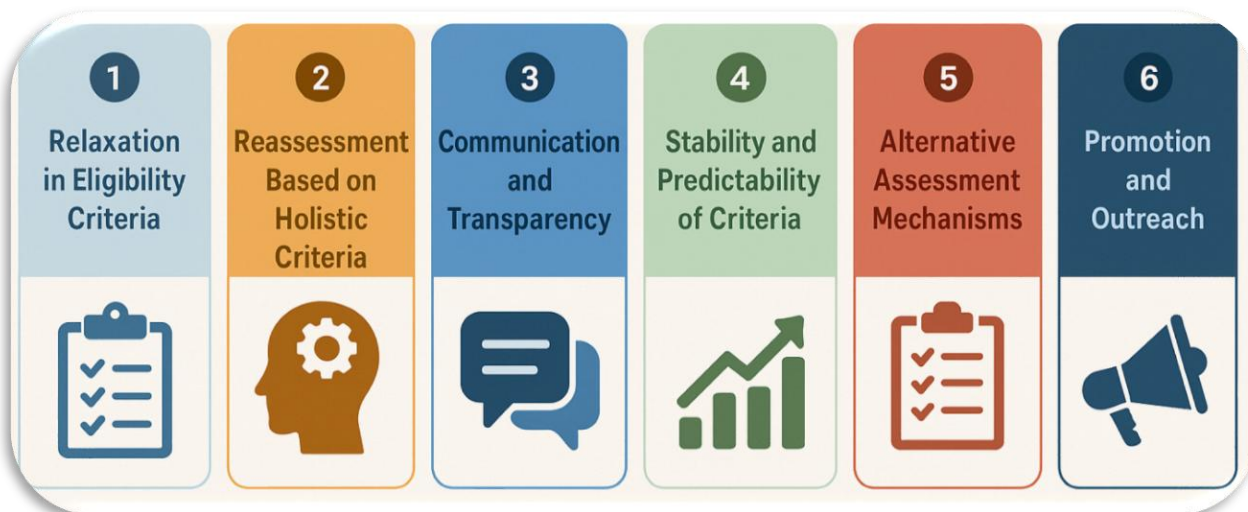 1
Relaxation
in Eligibility
Criteria
2
Reassessment
Based on
Holistic
Criteria
3
Communication
and
Transparency
4
Stability and
Predictability
of Criteria
5
Alternative
Assessment
Mechanisms
6
Promotion
and
Outreach